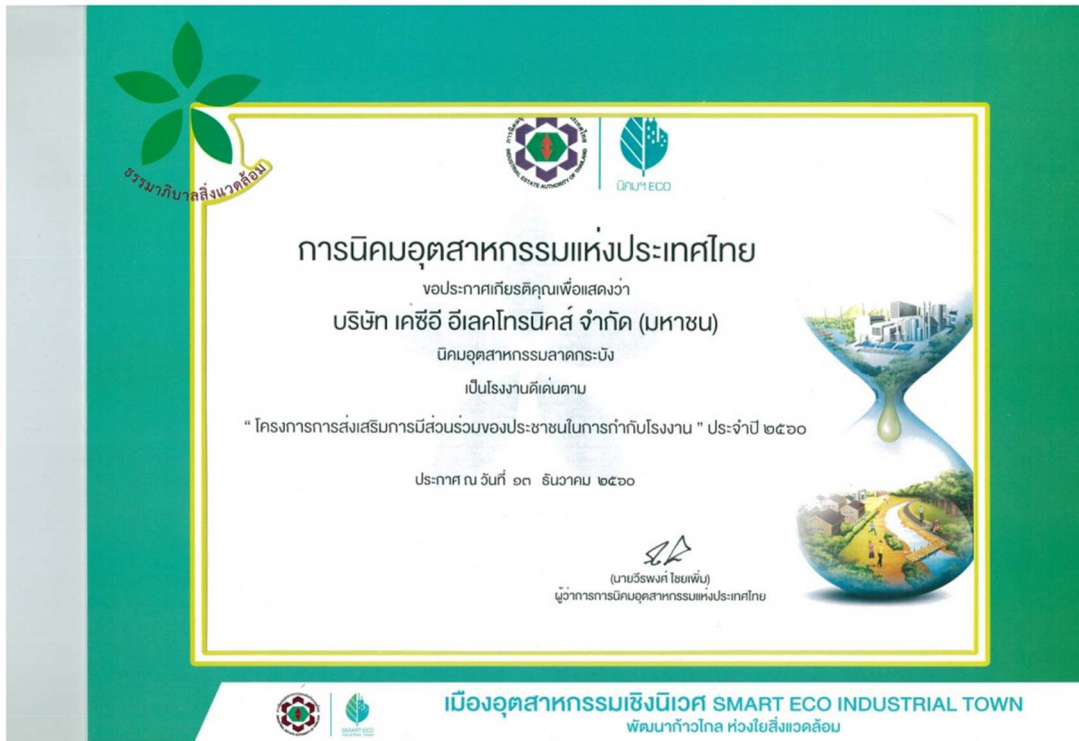 ธรรมาภิบาลสิ่งแวดล้อม
INDUSTRIAL ESTATE AUTHORITY OF THAILAND
นิคมฯ ECO
การนิคมอุตสาหกรรมแห่งประเทศไทย
ขอประกาศเกียรติคุณเพื่อแสดงว่า
บริษัท เคซีอี อีเลคโทรนิคส์ จำกัด (มหาชน)
นิคมอุตสาหกรรมลาดกระบัง
เป็นโรงงานดีเด่นตาม
“ โครงการการส่งเสริมการมีส่วนร่วมของประชาชนในการกำกับโรงงาน ” ประจำปี ๒๕๖๐
ประกาศ ณ วันที่ ๑๓ ธันวาคม ๒๕๖๐
(นายวีรพงศ์ ไชยเพิ่ม)
ผู้ว่าการการนิคมอุตสาหกรรมแห่งประเทศไทย
SMART ECO
INDUSTRIAL TOWN
เมืองอุตสาหกรรมเชิงนิเวศ SMART ECO INDUSTRIAL TOWN
พัฒนาก้าวไกล ห่วงใยสิ่งแวดล้อม